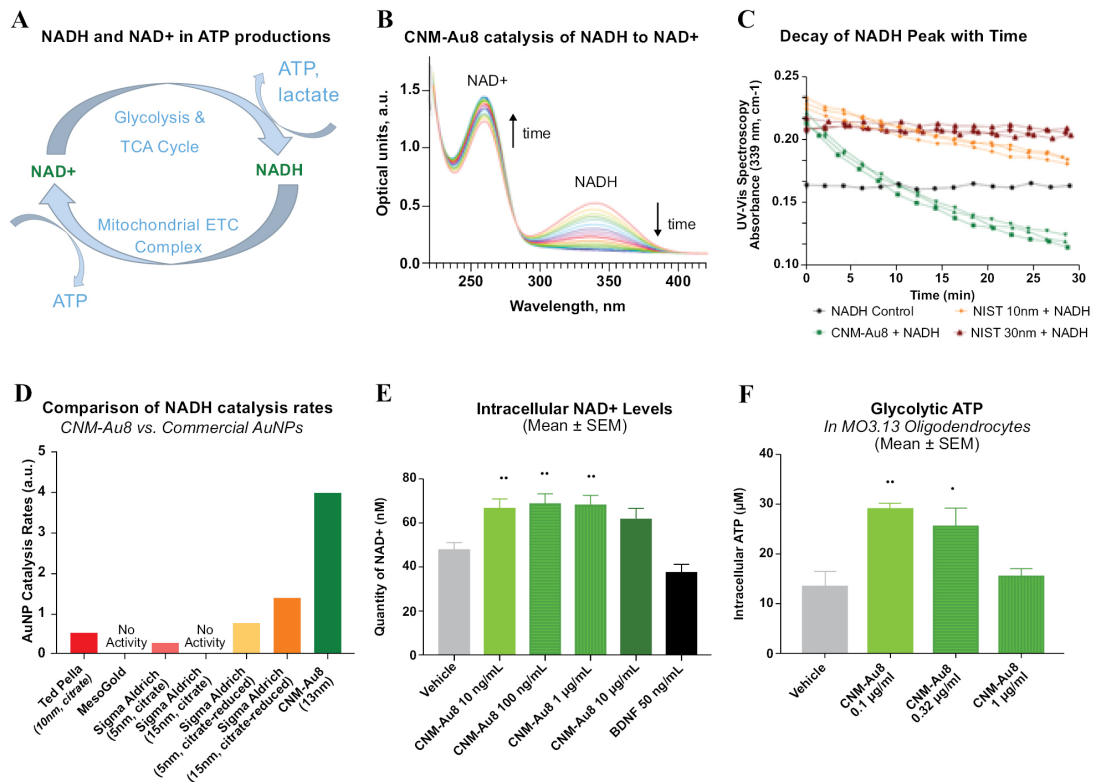 A
NADH and NAD+ in ATP productions
ATP,
lactate
Glycolysis &
TCA Cycle
NAD+
NADH
Mitochondrial ETC
Complex
ATP
B
CNM-Au8 catalysis of NADH to NAD+
Optical units, a.u.
1.5
1.0
0.5
0.0
NAD+
time
NADH
time
250
300
350
400
Wavelength, nm
C
Decay of NADH Peak with Time
UV-Vis Spectroscopy
Absorbance (339 nm, cm-1)
0.25
0.20
0.15
0.10
0
5
10
15
20
25
30
Time (min)
NADH Control
NIST 10nm + NADH
CNM-Au8 + NADH
NIST 30nm + NADH
D
Comparison of NADH catalysis rates
CNM-Au8 vs. Commercial AuNPs
AuNP Catalysis Rates (a.u.)
5
4
3
2
1
0
No
Activity
No
Activity
Ted Pella
(10nm, citrate)
MesoGold
Sigma Aldrich
(5nm, citrate)
Sigma Aldrich
(15nm, citrate)
Sigma Aldrich
(5nm, citrate-reduced)
Sigma Aldrich
(15nm, citrate-reduced)
CNM-Au8
(13nm)
E
Intracellular NAD+ Levels
(Mean ± SEM)
Quantity of NAD+ (nM)
80
60
40
20
0
••
••
••
Vehicle
CNM-Au8 10 ng/mL
CNM-Au8 100 ng/mL
CNM-Au8 1 µg/mL
CNM-Au8 10 µg/mL
BDNF 50 ng/mL
F
Glycolytic ATP
In MO3.13 Oligodendrocytes
(Mean ± SEM)
Intracellular ATP (µM)
40
30
20
10
0
••
•
Vehicle
CNM-Au8
0.1 µg/ml
CNM-Au8
0.32 µg/ml
CNM-Au8
1 µg/ml